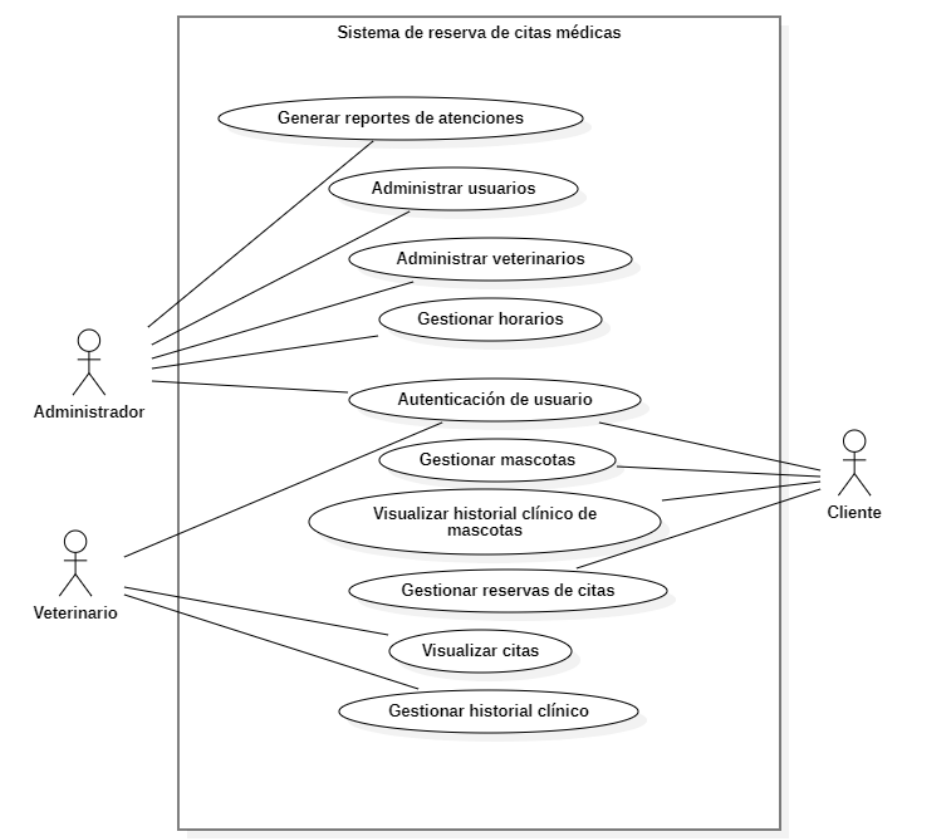 Sistema de reserva de citas médicas
Generar reportes de atenciones
Administrar usuarios
Administrar veterinarios
Gestionar horarios
Administrador
Autenticación de usuario
Gestionar mascotas
Cliente
Visualizar historial clínico de
mascotas
Gestionar reservas de citas
Veterinario
Visualizar citas
Gestionar historial clínico